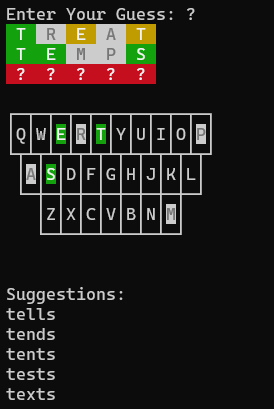 Enter Your Guess: ?
T R E A T
T E M P S
? ? ? ? ?
Q W E R T Y U I O P
A S D F G H J K L
Z X C V B N M
Suggestions:
tells
tends
tents
tests
texts